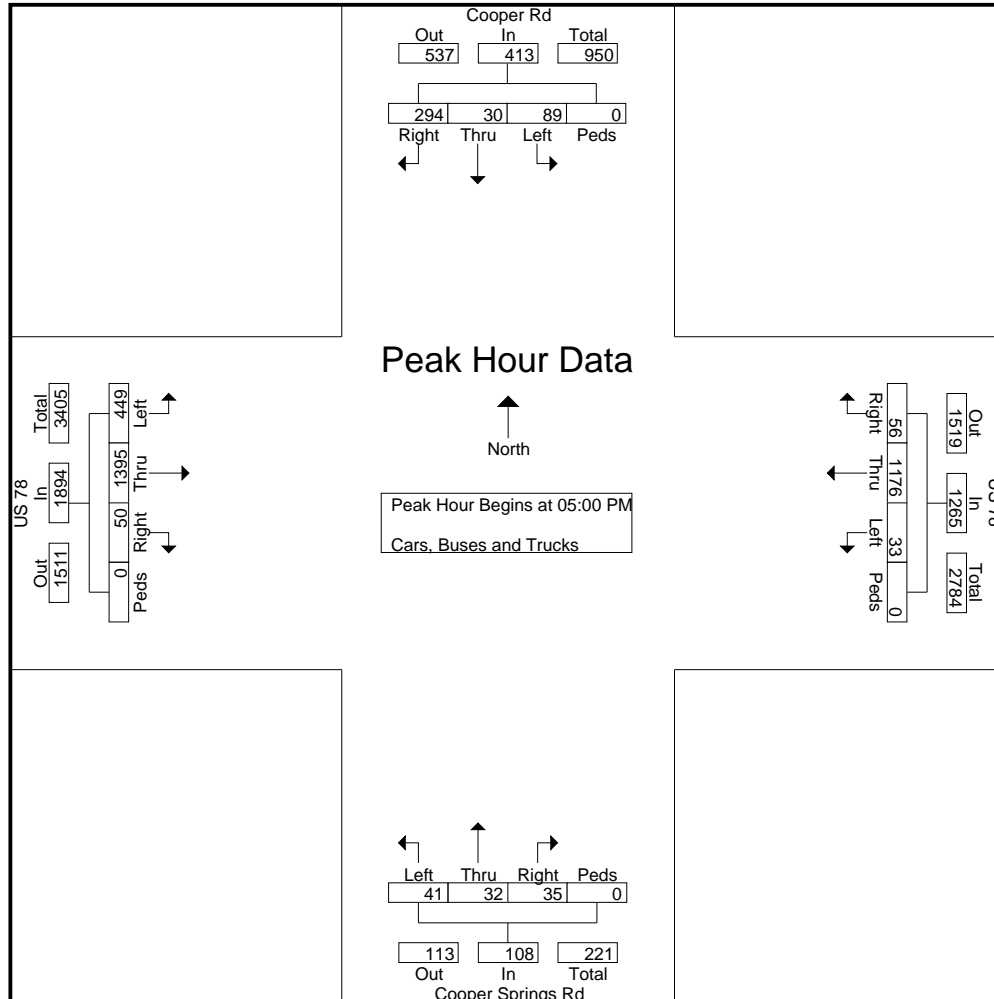 Cooper Rd
Out In Total
537 413 950
294 30 89 0
Right Thru Left Peds
Peak Hour Data
North
Peak Hour Begins at 05:00 PM
Cars, Buses and Trucks
US 78
Total In Out
3405 1894 1511
449 1395 50 0
Left Thru Right Peds
Right Thru Left Peds
56 1176 33 0
Out In Total
1519 1265 2784
Left Thru Right Peds
41 32 35 0
113 108 221
Out In Total
Cooper Springs Rd